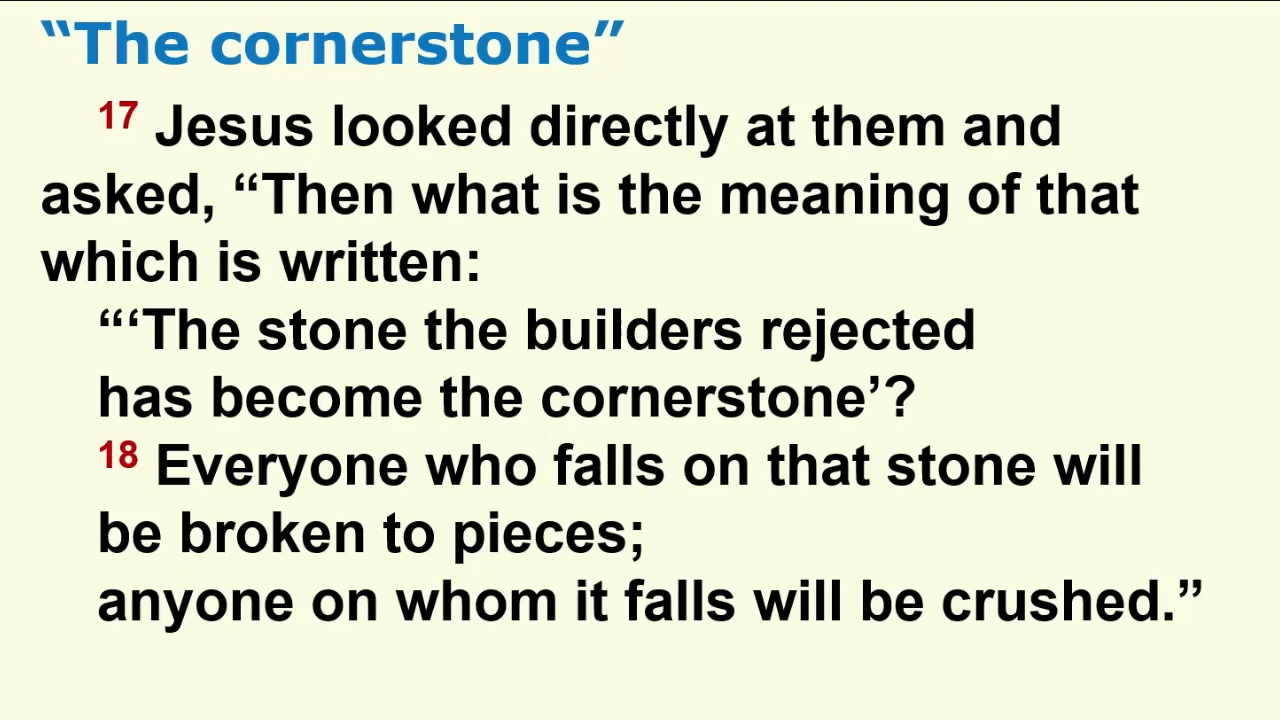 “The cornerstone”
17 Jesus looked directly at them and
asked, “Then what is the meaning of that
which is written:
“‘The stone the builders rejected
has become the cornerstone’?
18 Everyone who falls on that stone will
be broken to pieces;
anyone on whom it falls will be crushed.”